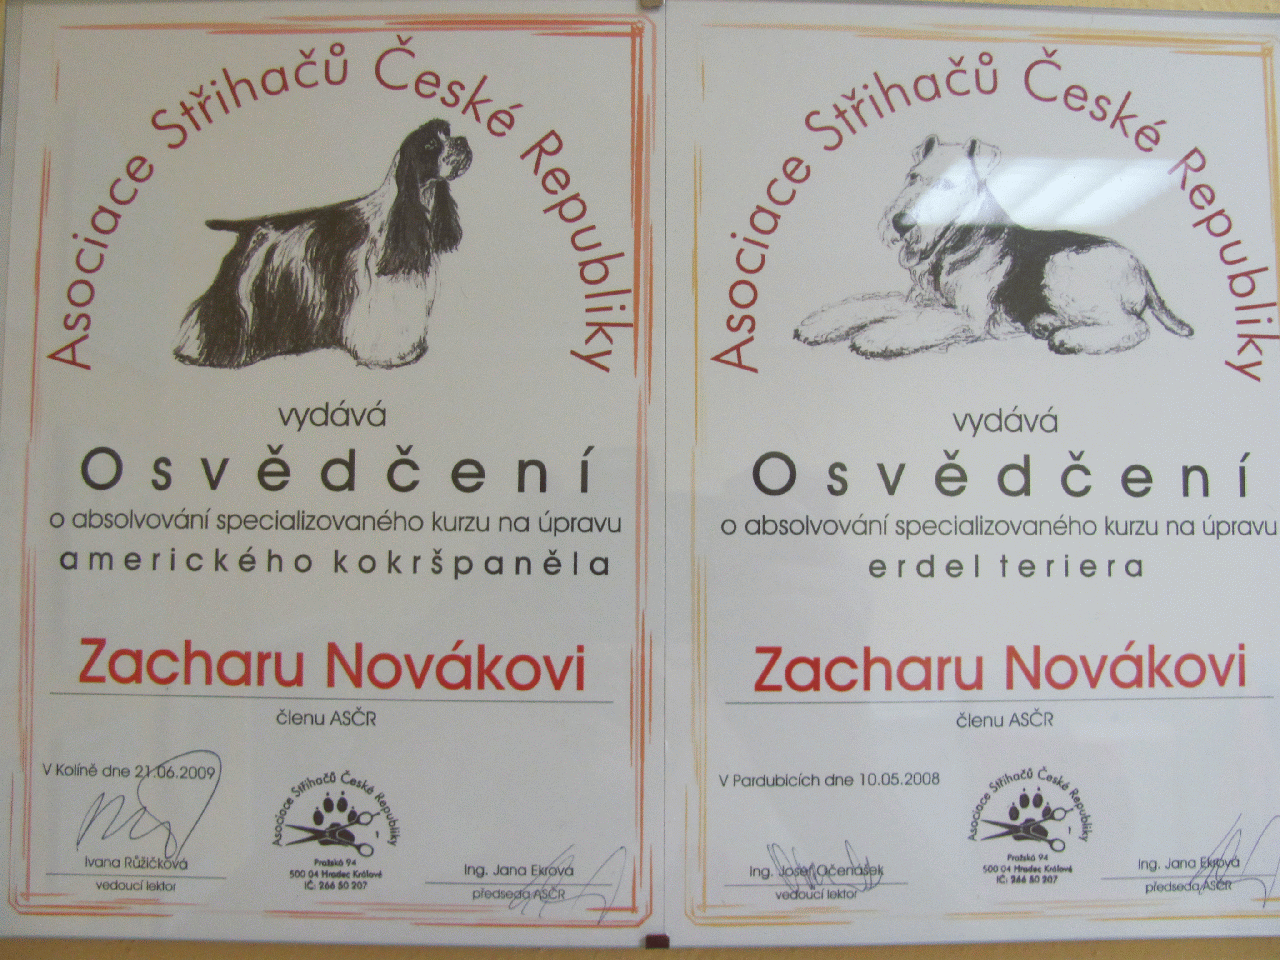 Asociace Střihačů České Republiky
vydává
Osvědčení
o absolvování specializovaného kurzu na úpravu
amerického kokršpaněla
Zacharu Novákovi
členu ASČR
V Kolíně dne 21.06.2009
Ivana Růžičková
vedoucí lektor
Asociace Střihačů České Republiky
Pražská 94
500 04 Hradec Králové
IČ: 266 50 207
Ing. Jana Ekrová
předseda ASČR
Asociace Střihačů České Republiky
vydává
Osvědčení
o absolvování specializovaného kurzu na úpravu
erdel teriera
Zacharu Novákovi
členu ASČR
V Pardubicích dne 10.05.2008
Ing. Josef Očenášek
vedoucí lektor
Asociace Střihačů České Republiky
Pražská 94
500 04 Hradec Králové
IČ: 266 50 207
Ing. Jana Ekrová
předseda ASČR